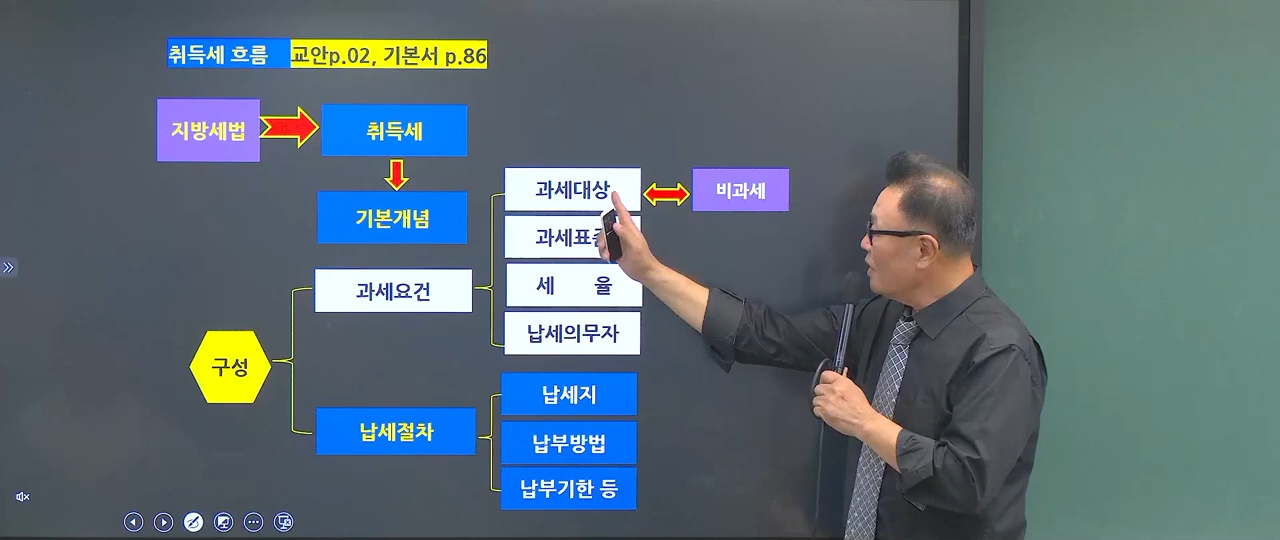 취득세 흐름 교안p.02, 기본서 p.86
지방세법
취득세
기본개념
과세대상
비과세
과세표
과세요건
세 율
납세의무자
구성
납세지
납세절차
납부방법
납부기한 등